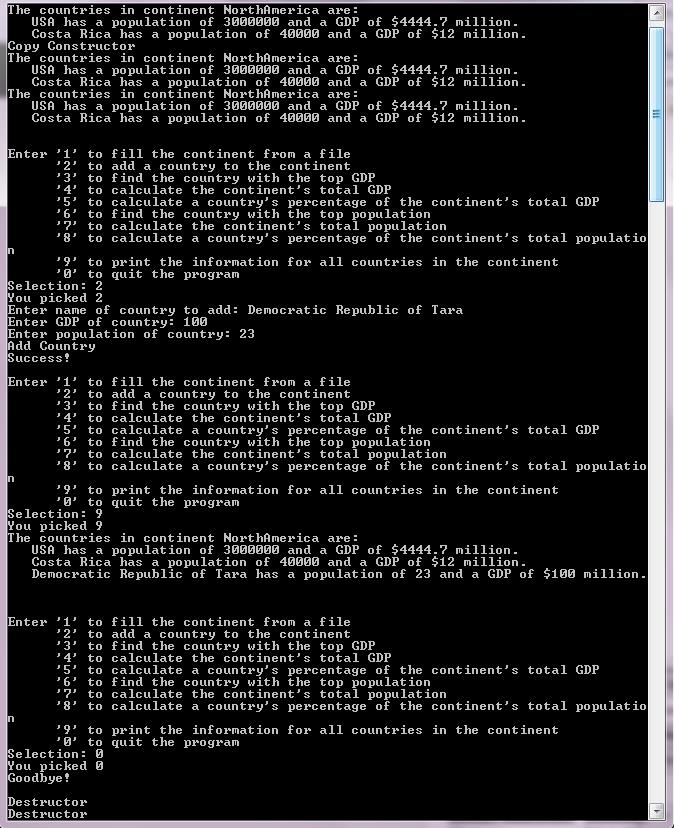 The countries in continent NorthAmerica are:
   USA has a population of 3000000 and a GDP of $4444.7 million.
   Costa Rica has a population of 40000 and a GDP of $12 million.
Copy Constructor
The countries in continent NorthAmerica are:
   USA has a population of 3000000 and a GDP of $4444.7 million.
   Costa Rica has a population of 40000 and a GDP of $12 million.
The countries in continent NorthAmerica are:
   USA has a population of 3000000 and a GDP of $4444.7 million.
   Costa Rica has a population of 40000 and a GDP of $12 million.
Enter '1' to fill the continent from a file
      '2' to add a country to the continent
      '3' to find the country with the top GDP
      '4' to calculate the continent's total GDP
      '5' to calculate a country's percentage of the continent's total GDP
      '6' to find the country with the top population
      '7' to calculate the continent's total population
      '8' to calculate a country's percentage of the continent's total populatio
n
      '9' to print the information for all countries in the continent
      '0' to quit the program
Selection: 2
You picked 2
Enter name of country to add: Democratic Republic of Tara
Enter GDP of country: 100
Enter population of country: 23
Add Country
Success!
Enter '1' to fill the continent from a file
      '2' to add a country to the continent
      '3' to find the country with the top GDP
      '4' to calculate the continent's total GDP
      '5' to calculate a country's percentage of the continent's total GDP
      '6' to find the country with the top population
      '7' to calculate the continent's total population
      '8' to calculate a country's percentage of the continent's total populatio
n
      '9' to print the information for all countries in the continent
      '0' to quit the program
Selection: 9
You picked 9
The countries in continent NorthAmerica are:
   USA has a population of 3000000 and a GDP of $4444.7 million.
   Costa Rica has a population of 40000 and a GDP of $12 million.
   Democratic Republic of Tara has a population of 23 and a GDP of $100 million.
Enter '1' to fill the continent from a file
      '2' to add a country to the continent
      '3' to find the country with the top GDP
      '4' to calculate the continent's total GDP
      '5' to calculate a country's percentage of the continent's total GDP
      '6' to find the country with the top population
      '7' to calculate the continent's total population
      '8' to calculate a country's percentage of the continent's total populatio
n
      '9' to print the information for all countries in the continent
      '0' to quit the program
Selection: 0
You picked 0
Goodbye!
Destructor
Destructor